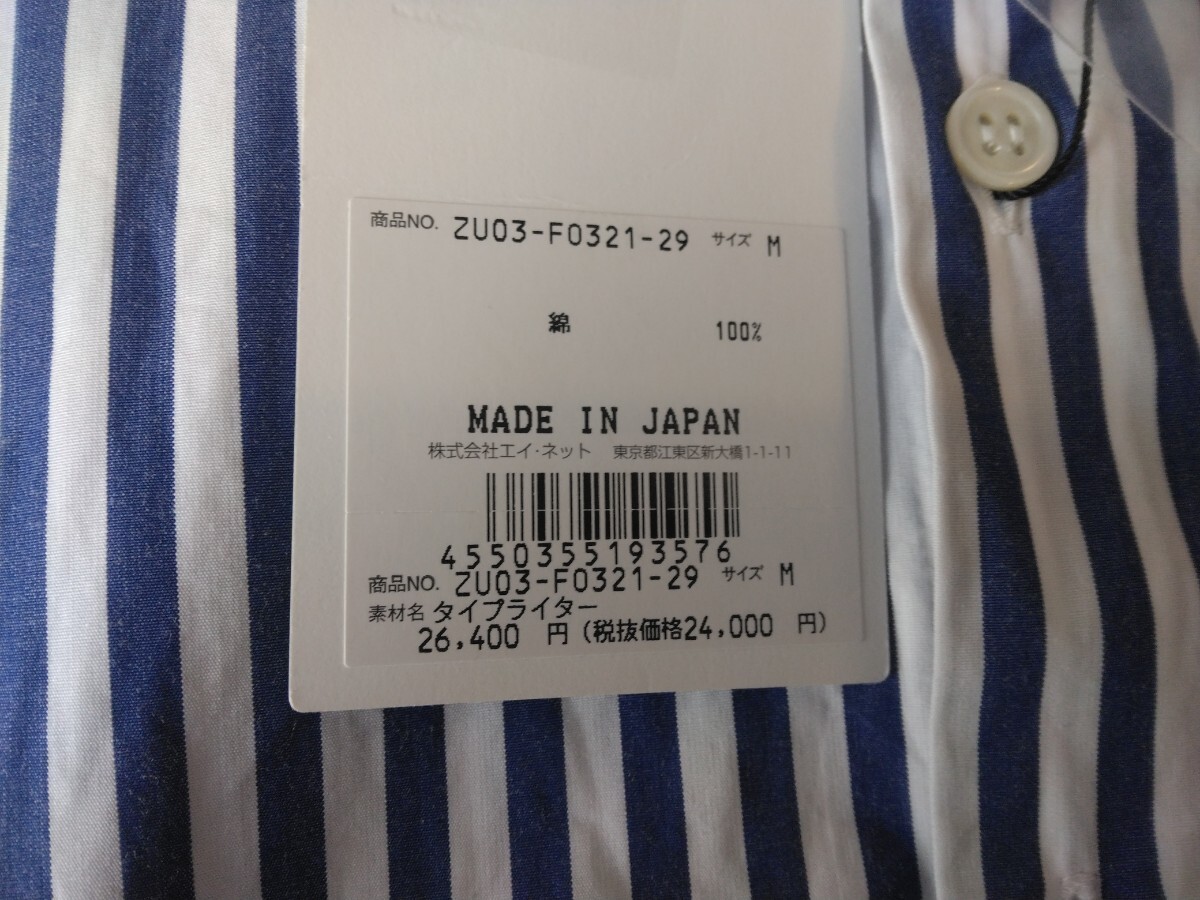 商品NO. ZU03-F0321-29 サイズ M
綿 100%
MADE IN JAPAN
株式会社エイ・ネット 東京都江東区新大橋1-1-11
4550355193576
商品NO. ZU03-F0321-29 サイズ M
素材名 タイプライター
26,400 円(税抜価格24,000 円)